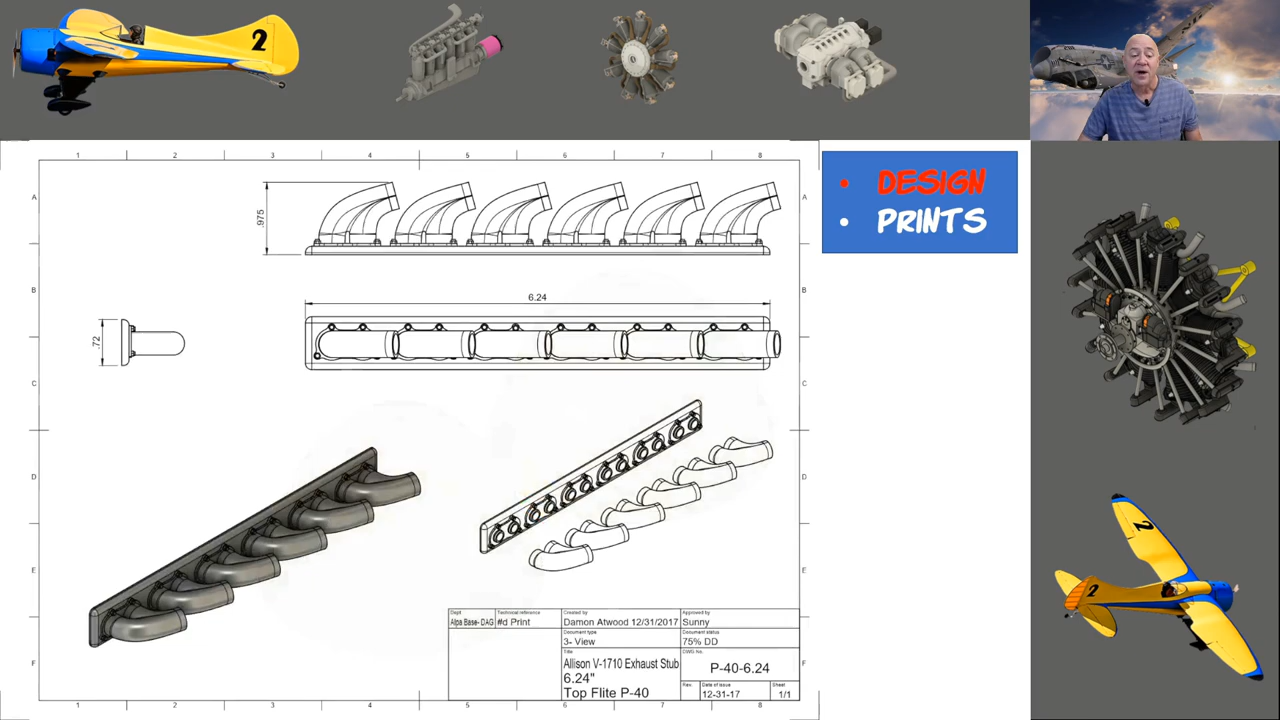 2
• DESIGN
• PRINTS
1 2 3 4 5 6 7 8
A A
.975
B B
6.24
.72
C C
D D
E E
Dept Technical reference Created by Approved by
Alpa Base- DAG #d Print Damon Atwood 12/31/2017 Sunny
Document type Document status
3- View 75% DD
Title DWG No.
Allison V-1710 Exhaust Stub
6.24"
Top Flite P-40
P-40-6.24
Rev. Date of issue Sheet
12-31-17 1/1
F F
1 2 3 4 5 6 7 8
2
2